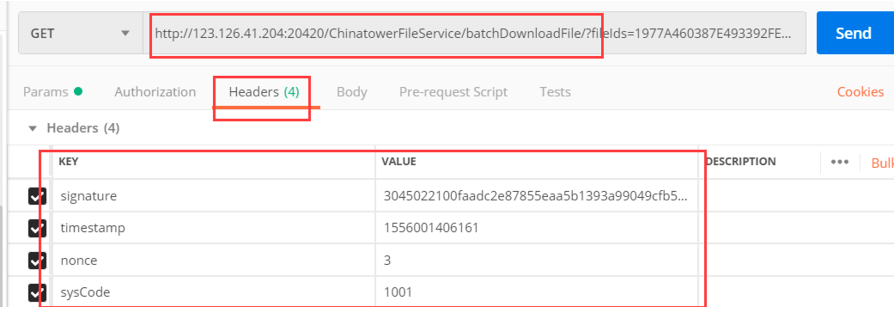 GET http://123.126.41.204:20420/ChinatowerFileService/batchDownloadFile/?fileIds=1977A460387E493392FE... Send
Params Authorization Headers (4) Body Pre-request Script Tests Cookies
Headers (4)
KEY VALUE DESCRIPTION ••• Bulk
signature 3045022100faadc2e87855eaa5b1393a99049cfb5...
timestamp 1556001406161
nonce 3
sysCode 1001